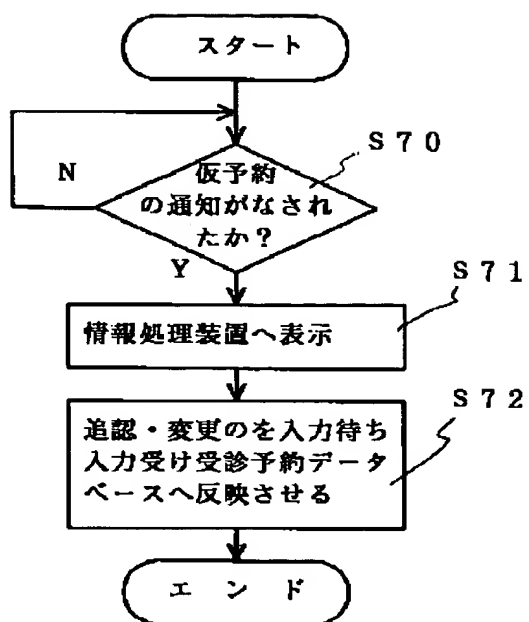 スタート
S70
N
仮予約
の通知がなされ
たか?
Y
S71
情報処理装置へ表示
S72
追認・変更のを入力待ち
入力受け受診予約データ
ベースへ反映させる
エンド